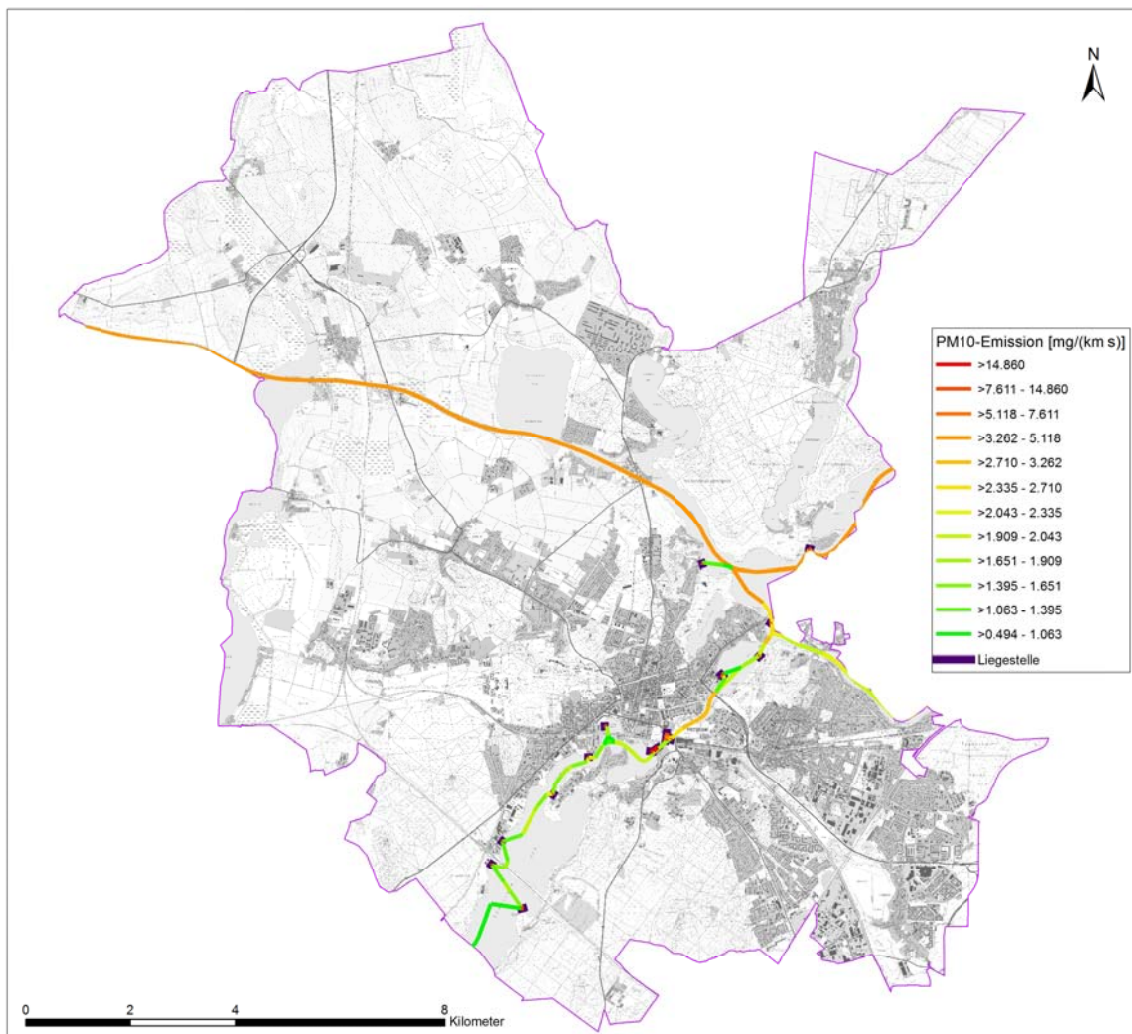 N
PM10-Emission [mg/(km s)]
>14.860
>7.611 - 14.860
>5.118 - 7.611
>3.262 - 5.118
>2.710 - 3.262
>2.335 - 2.710
>2.043 - 2.335
>1.909 - 2.043
>1.651 - 1.909
>1.395 - 1.651
>1.063 - 1.395
>0.494 - 1.063
Liegestelle
0 2 4 8
Kilometer